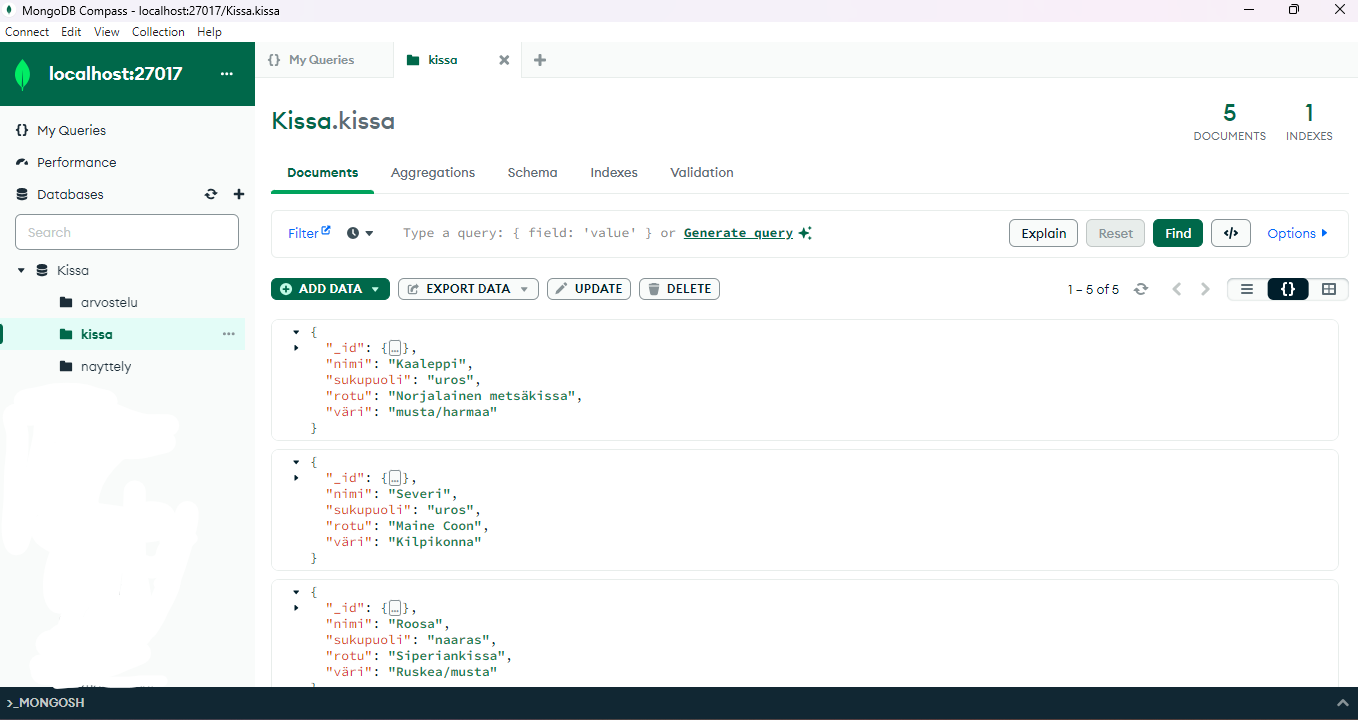 MongoDB Compass - localhost:27017/Kissa.kissa
Connect Edit View Collection Help
localhost:27017 ...
{} My Queries
kissa
My Queries
Performance
Databases
Search
Kissa
arvostelu
kissa ...
nayttely
Kissa.kissa
5
DOCUMENTS
1
INDEXES
Documents Aggregations Schema Indexes Validation
Filter Type a query: { field: 'value' } or Generate query Explain Reset Find </> Options
ADD DATA EXPORT DATA UPDATE DELETE 1 – 5 of 5 {}
{
"_id": {…},
"nimi": "Kaaleppi",
"sukupuoli": "uros",
"rotu": "Norjalainen metsäkissa",
"väri": "musta/harmaa"
}
{
"_id": {…},
"nimi": "Severi",
"sukupuoli": "uros",
"rotu": "Maine Coon",
"väri": "Kilpikonna"
}
{
"_id": {…},
"nimi": "Roosa",
"sukupuoli": "naaras",
"rotu": "Siperiankissa",
"väri": "Ruskea/musta"
>_MONGOSH